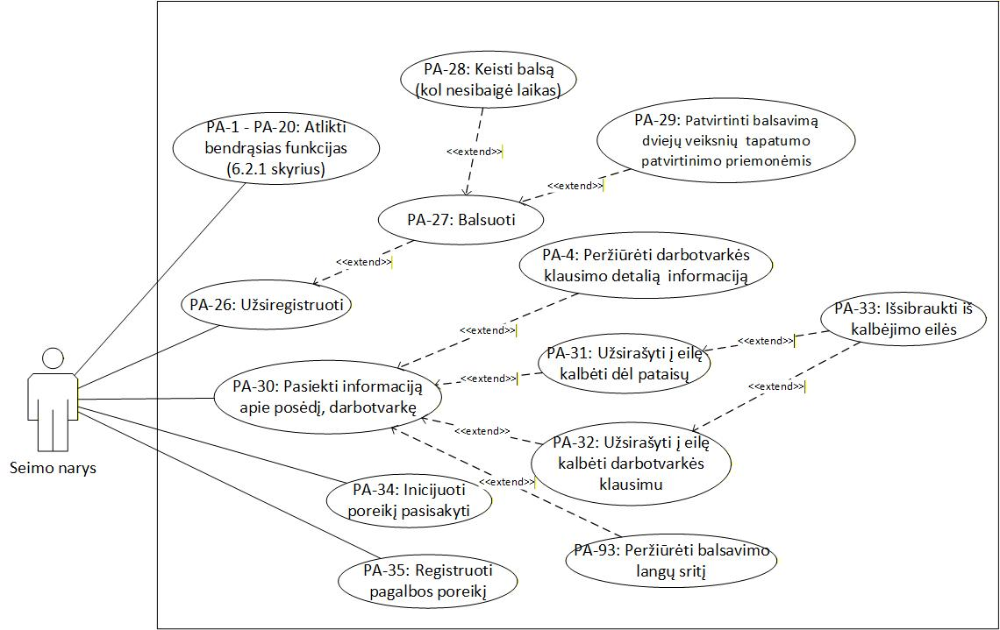 PA-28: Keisti balsą
(kol nesibaigė laikas)
PA-1 - PA-20: Atlikti
bendrąsias funkcijas
(6.2.1 skyrius)
PA-29: Patvirtinti balsavimą
dviejų veiksnių tapatumo
patvirtinimo priemonėmis
<<extend>>
<<extend>>
PA-27: Balsuoti
<<extend>>
PA-4: Peržiūrėti darbotvarkės
klausimo detalią informaciją
PA-26: Užsiregistruoti
<<extend>>
PA-33: Išsibraukti iš
kalbėjimo eilės
<<extend>>
PA-31: Užsirašyti į eilę
kalbėti dėl pataisų
<<extend>>
<<extend>>
PA-30: Pasiekti informaciją
apie posėdį, darbotvarkę
<<extend>>
PA-32: Užsirašyti į eilę
kalbėti darbotvarkės
klausimu
Seimo narys
<<extend>>
PA-34: Inicijuoti
poreikį pasisakyti
PA-93: Peržiūrėti balsavimo
langų sritį
PA-35: Registruoti
pagalbos poreikį